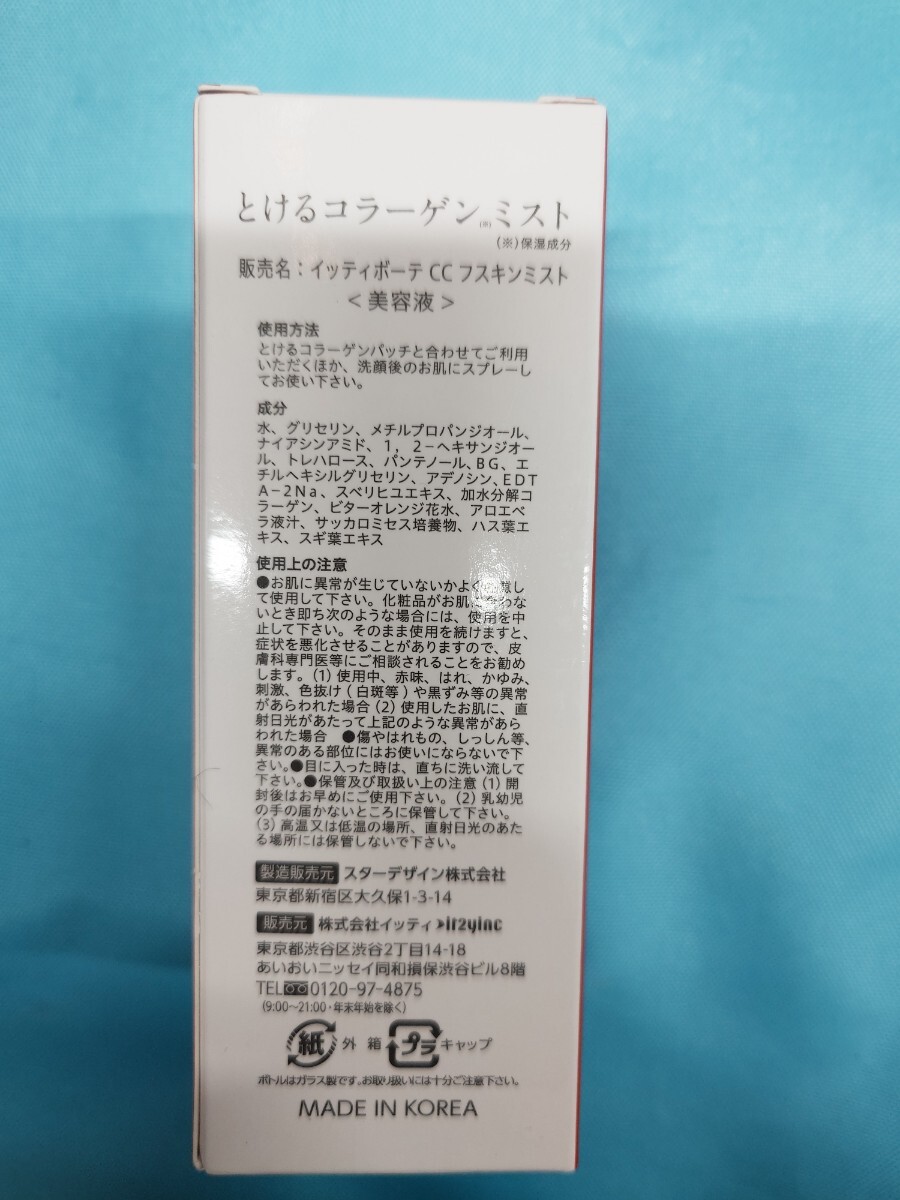 とけるコラーゲン(※)ミスト
(※)保湿成分
販売名：イッティボーテ CC フスキンミスト
＜美容液＞
使用方法
とけるコラーゲンパッチと合わせてご利用
いただくほか、洗顔後のお肌にスプレーし
てお使い下さい。
成分
水、グリセリン、メチルプロパンジオール、
ナイアシンアミド、1，2－ヘキサンジオー
ル、トレハロース、パンテノール、BG、エ
チルヘキシルグリセリン、アデノシン、EDT
A－2Na、スベリヒユエキス、加水分解コ
ラーゲン、ビターオレンジ花水、アロエベ
ラ液汁、サッカロミセス培養物、ハス葉エ
キス、スギ葉エキス
使用上の注意
●お肌に異常が生じていないかよく意し
て使用して下さい。化粧品がお肌に合わな
いとき即ち次のような場合には、使用を中
止して下さい。そのまま使用を続けますと、
症状を悪化させることがありますので、皮
膚科専門医等にご相談されることをお勧め
します。(1) 使用中、赤味、はれ、かゆみ、
刺激、色抜け ( 白斑等 ) や黒ずみ等の異常
があらわれた場合 (2) 使用したお肌に、直
射日光があたって上記のような異常があら
われた場合　●傷やはれもの、しっしん等、
異常のある部位にはお使いにならないで下
さい。●目に入った時は、直ちに洗い流して
下さい。●保管及び取扱い上の注意 (1) 開
封後はお早めにご使用下さい。(2) 乳幼児
の手の届かないところに保管して下さい。
(3) 高温又は低温の場所、直射日光のあた
る場所には保管しないで下さい。
製造販売元 スターデザイン株式会社
東京都新宿区大久保1-3-14
販売元 株式会社イッティ >it2yinc
東京都渋谷区渋谷2丁目14-18
あいおいニッセイ同和損保渋谷ビル8階
TEL 0120-97-4875
(9:00～21:00・年末年始を除く)
紙 外 箱 プラ キャップ
ボトルはガラス製です。お取り扱いには十分ご注意下さい。
MADE IN KOREA